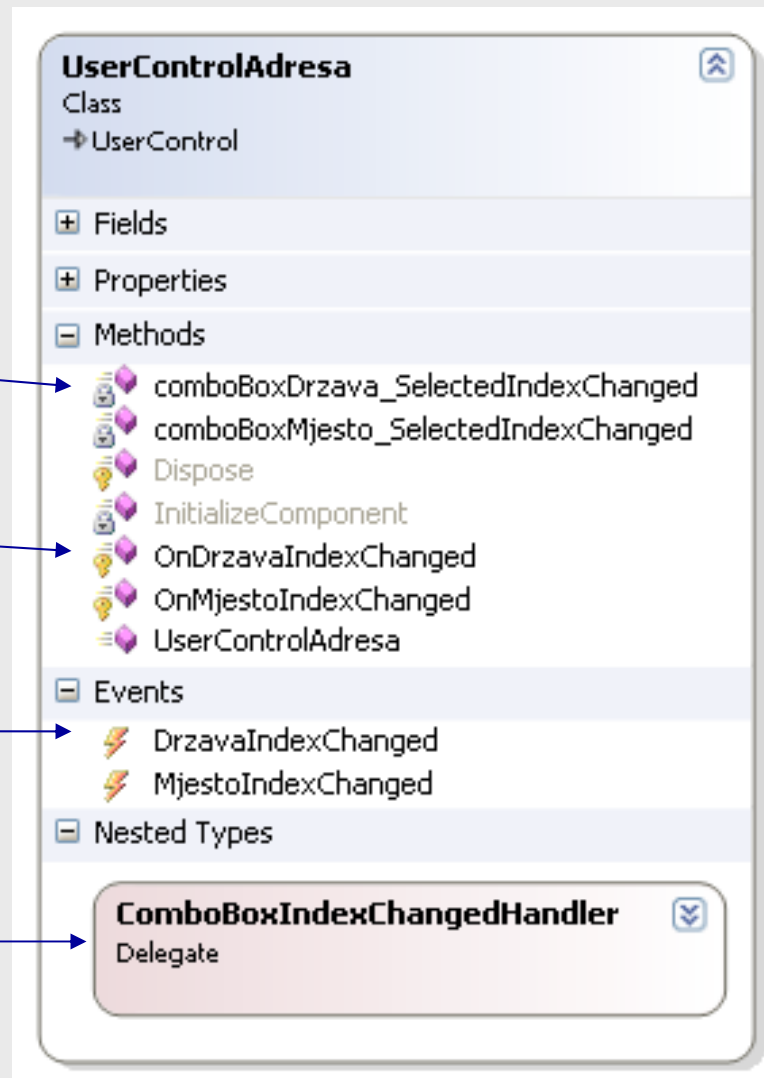 UserControlAdresa
Class
UserControl
Fields
Properties
Methods
comboBoxDrzava_SelectedIndexChanged
comboBoxMjesto_SelectedIndexChanged
Dispose
InitializeComponent
OnDrzavaIndexChanged
OnMjestoIndexChanged
UserControlAdresa
Events
DrzavaIndexChanged
MjestoIndexChanged
Nested Types
ComboBoxIndexChangedHandler
Delegate